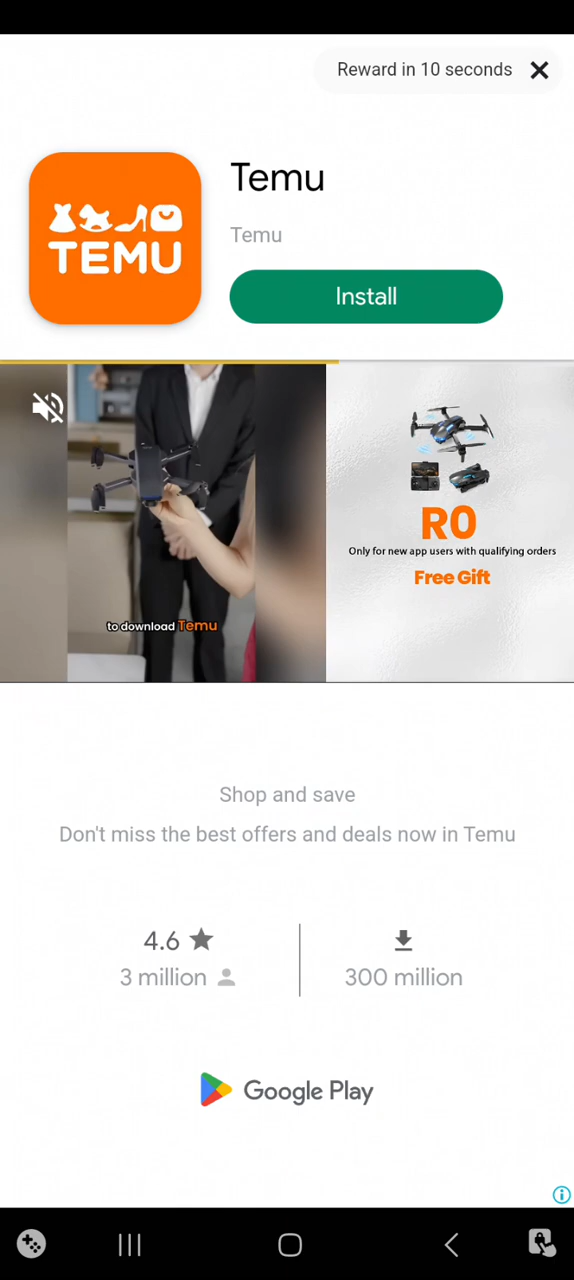 Reward in 10 seconds
Temu
TEMU
Temu
Install
to download Temu
R0
Only for new app users with qualifying orders
Free Gift
Shop and save
Don't miss the best offers and deals now in Temu
4.6
3 million
300 million
Google Play